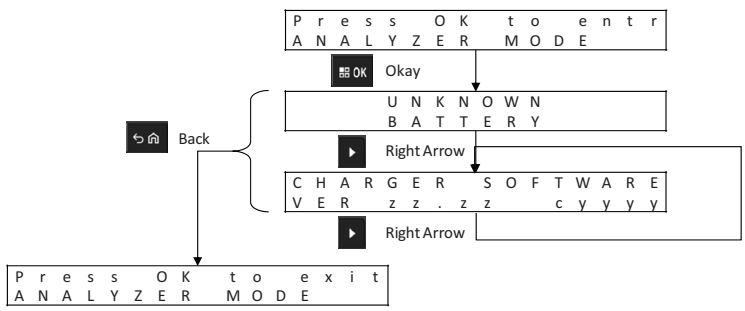 Press OK to entr
ANALYZER MODE
OK Okay
UNKNOWN
BATTERY
Back
Right Arrow
CHARGER SOFTWARE
VER zz.zz cyyyy
Right Arrow
Press OK to exit
ANALYZER MODE